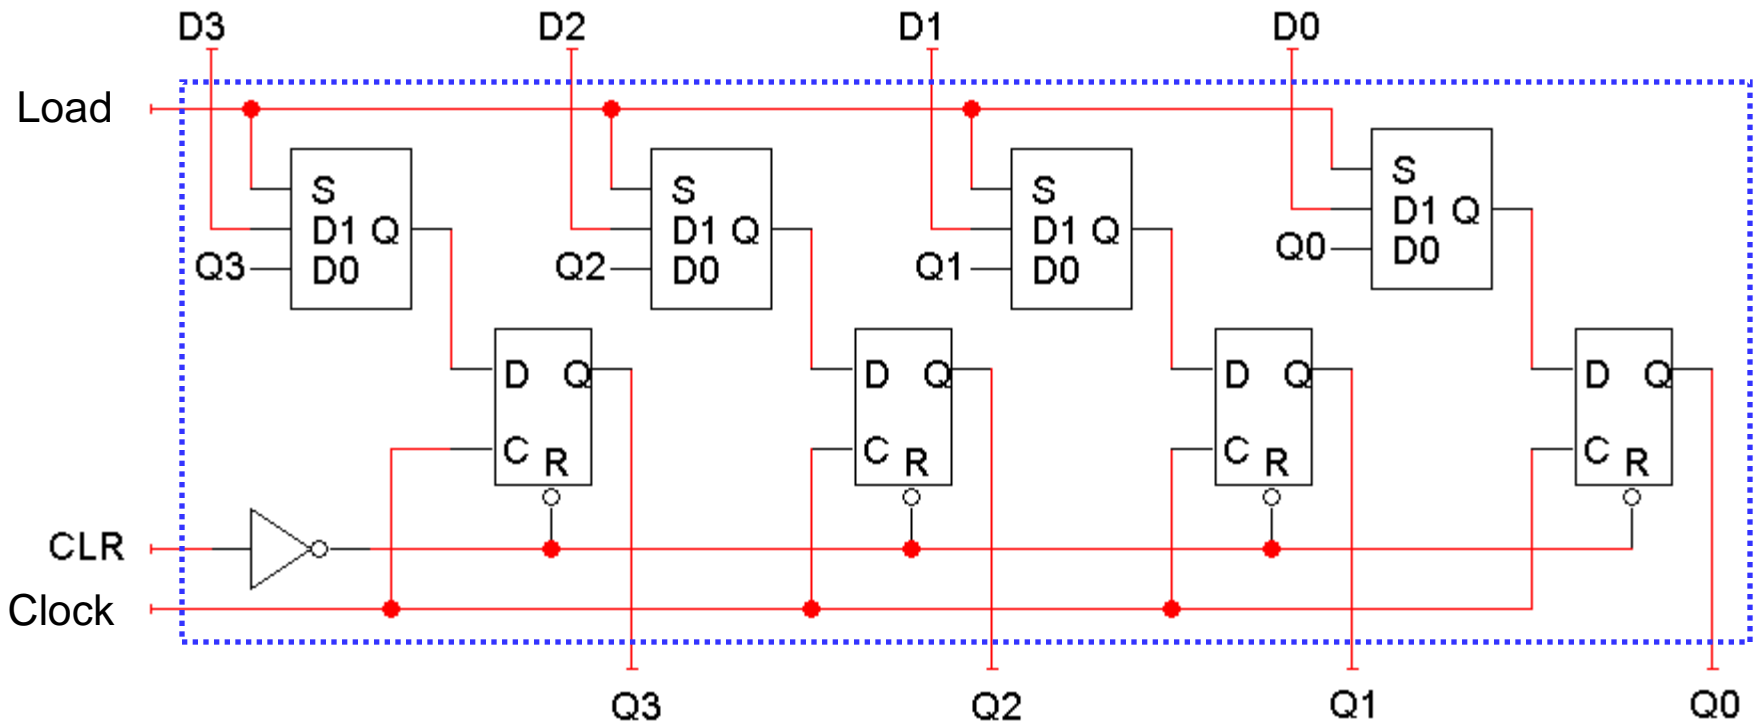 D3 D2 D1 D0
Load
S S S S
D1 Q D1 Q D1 Q D1 Q
Q3 D0 Q2 D0 Q1 D0 Q0 D0
D Q D Q D Q D Q
C R C R C R C R
CLR
Clock
Q3 Q2 Q1 Q0